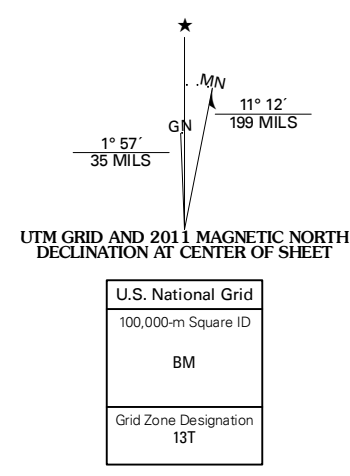 ★
MN
11° 12´
199 MILS
GN
1° 57´
35 MILS
UTM GRID AND 2011 MAGNETIC NORTH
DECLINATION AT CENTER OF SHEET
U.S. National Grid
100,000-m Square ID
BM
Grid Zone Designation
13T